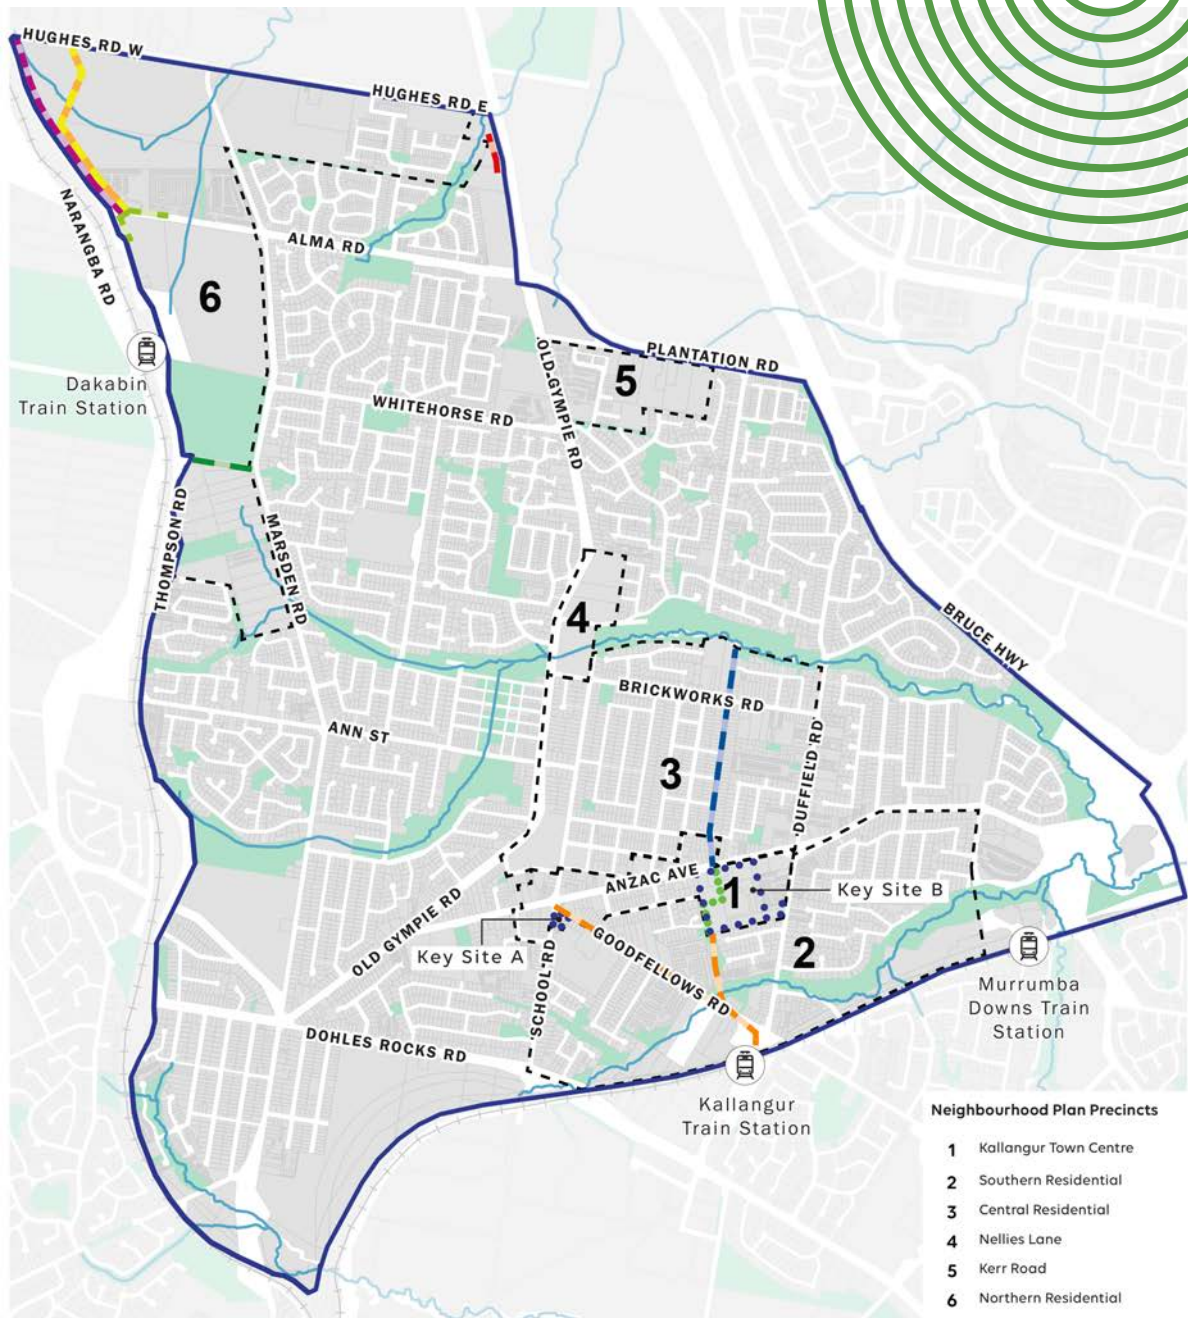 HUGHES RD W
HUGHES RD E
NARANGBA RD
ALMA RD
6
Dakabin
Train Station
OLD GYMPIE RD
PLANTATION RD
5
WHITEHORSE RD
THOMPSON RD
MARSDEN RD
4
BRUCE HWY
BRICKWORKS RD
ANN ST
3
DUFFIELD RD
ANZAC AVE
1
Key Site B
OLD GYMPIE RD
Key Site A
SCHOOL RD
GOODFELLOWS RD
2
Murrumba
Downs Train
Station
DOHLES ROCKS RD
Kallangur
Train Station
Neighbourhood Plan Precincts
1 Kallangur Town Centre
2 Southern Residential
3 Central Residential
4 Nellies Lane
5 Kerr Road
6 Northern Residential